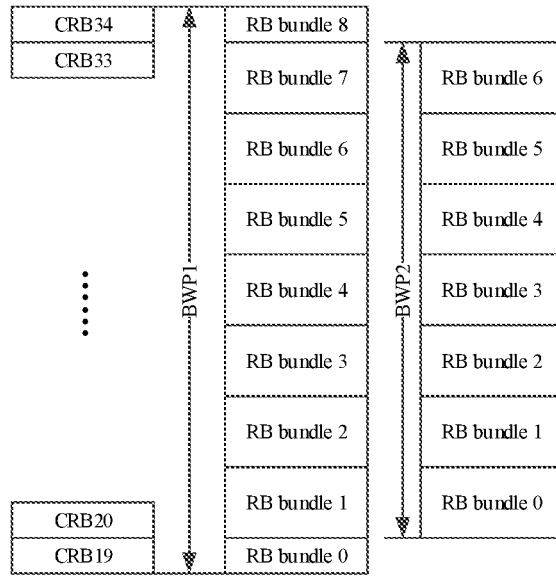 CRB34
CRB33
CRB20
CRB19
BWP1
RB bundle 8
RB bundle 7
RB bundle 6
RB bundle 5
RB bundle 4
RB bundle 3
RB bundle 2
RB bundle 1
RB bundle 0
BWP2
RB bundle 6
RB bundle 5
RB bundle 4
RB bundle 3
RB bundle 2
RB bundle 1
RB bundle 0